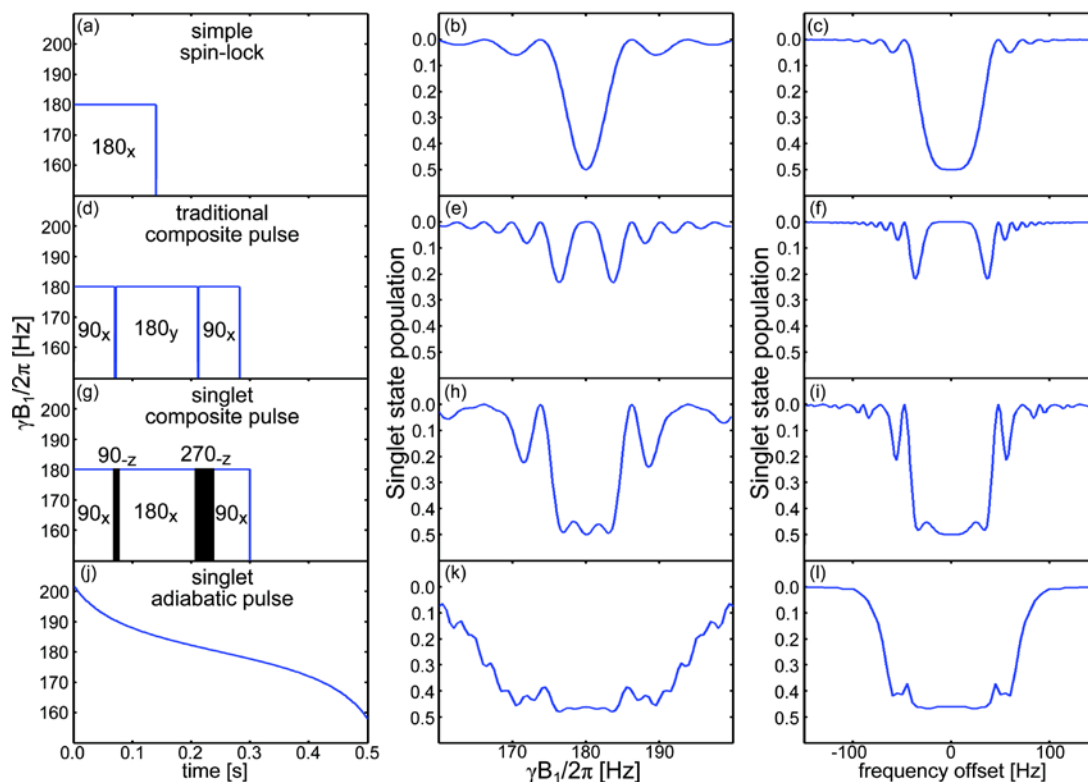 (a)
simple
spin-lock
200
190
180
170
160
180x
(b)
0.0
0.1
0.2
0.3
0.4
0.5
(c)
0.0
0.1
0.2
0.3
0.4
0.5
(d)
traditional
composite pulse
200
190
180
170
160
90x
180y
90x
(e)
0.0
0.1
0.2
0.3
0.4
0.5
(f)
0.0
0.1
0.2
0.3
0.4
0.5
γB1/2π [Hz]
Singlet state population
Singlet state population
(g)
singlet
composite pulse
200
190
180
170
160
90-z
270-z
90x
180x
90x
(h)
0.0
0.1
0.2
0.3
0.4
0.5
(i)
0.0
0.1
0.2
0.3
0.4
0.5
(j)
singlet
adiabatic pulse
200
190
180
170
160
0.0 0.1 0.2 0.3 0.4 0.5
time [s]
(k)
0.0
0.1
0.2
0.3
0.4
0.5
170 180 190
γB1/2π [Hz]
(l)
0.0
0.1
0.2
0.3
0.4
0.5
-100 -50 0 50 100
frequency offset [Hz]